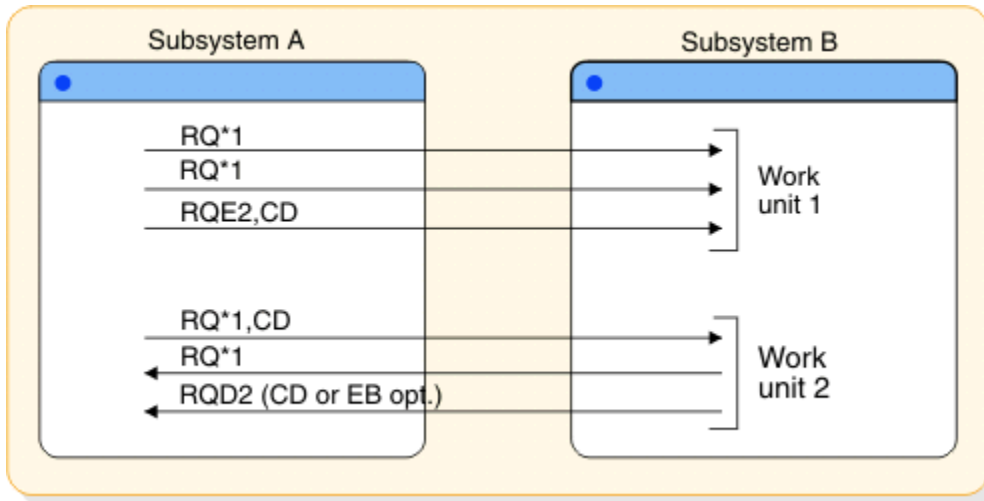 Subsystem A
Subsystem B
RQ*1
RQ*1
RQE2,CD
Work
unit 1
RQ*1,CD
RQ*1
RQD2 (CD or EB opt.)
Work
unit 2